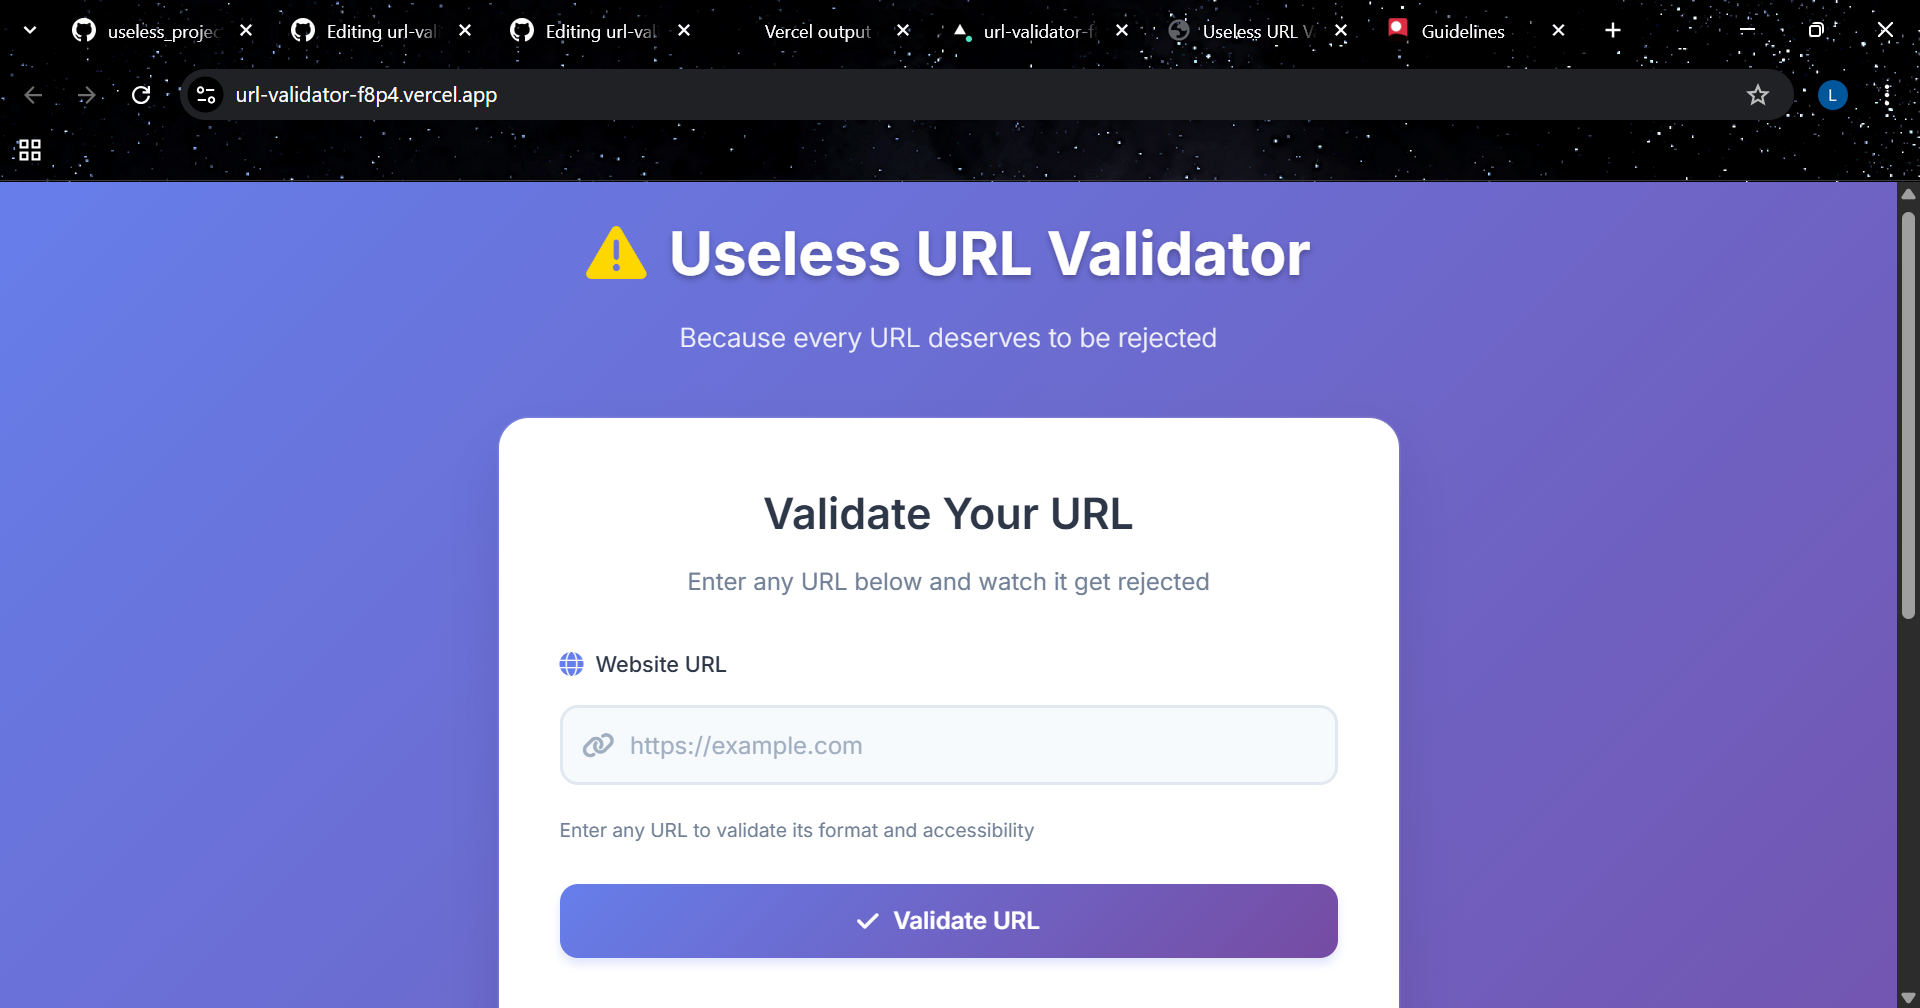 useless_projec
Editing url-val
Editing url-val
Vercel output
url-validator-f
Useless URL V
Guidelines
url-validator-f8p4.vercel.app
L
Useless URL Validator
Because every URL deserves to be rejected
Validate Your URL
Enter any URL below and watch it get rejected
Website URL
https://example.com
Enter any URL to validate its format and accessibility
Validate URL